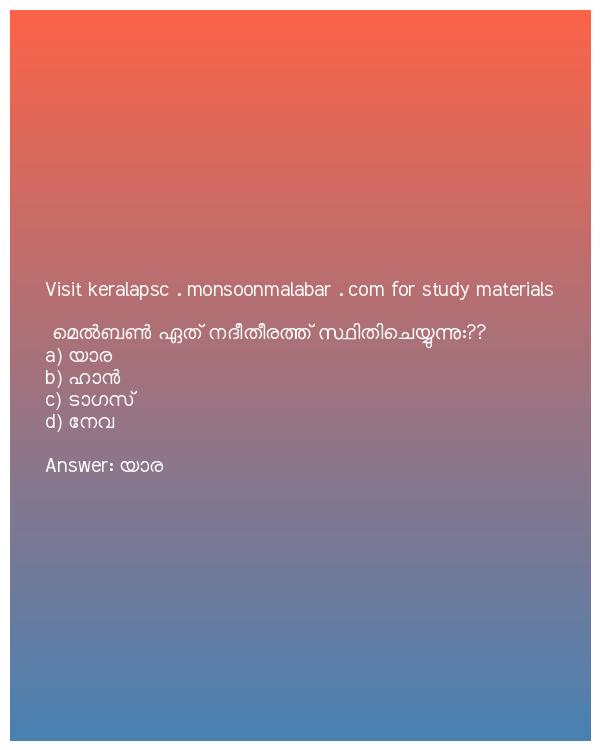 Visit keralapsc . monsoonmalabar . com for study materials
മെൽബൺ ഏത് നദീതീരത്ത് സ്ഥിതിചെയ്യുന്നു:??
a) യാര
b) ഹാൻ
c) ടാഗസ്
d) നേവ
Answer: യാര